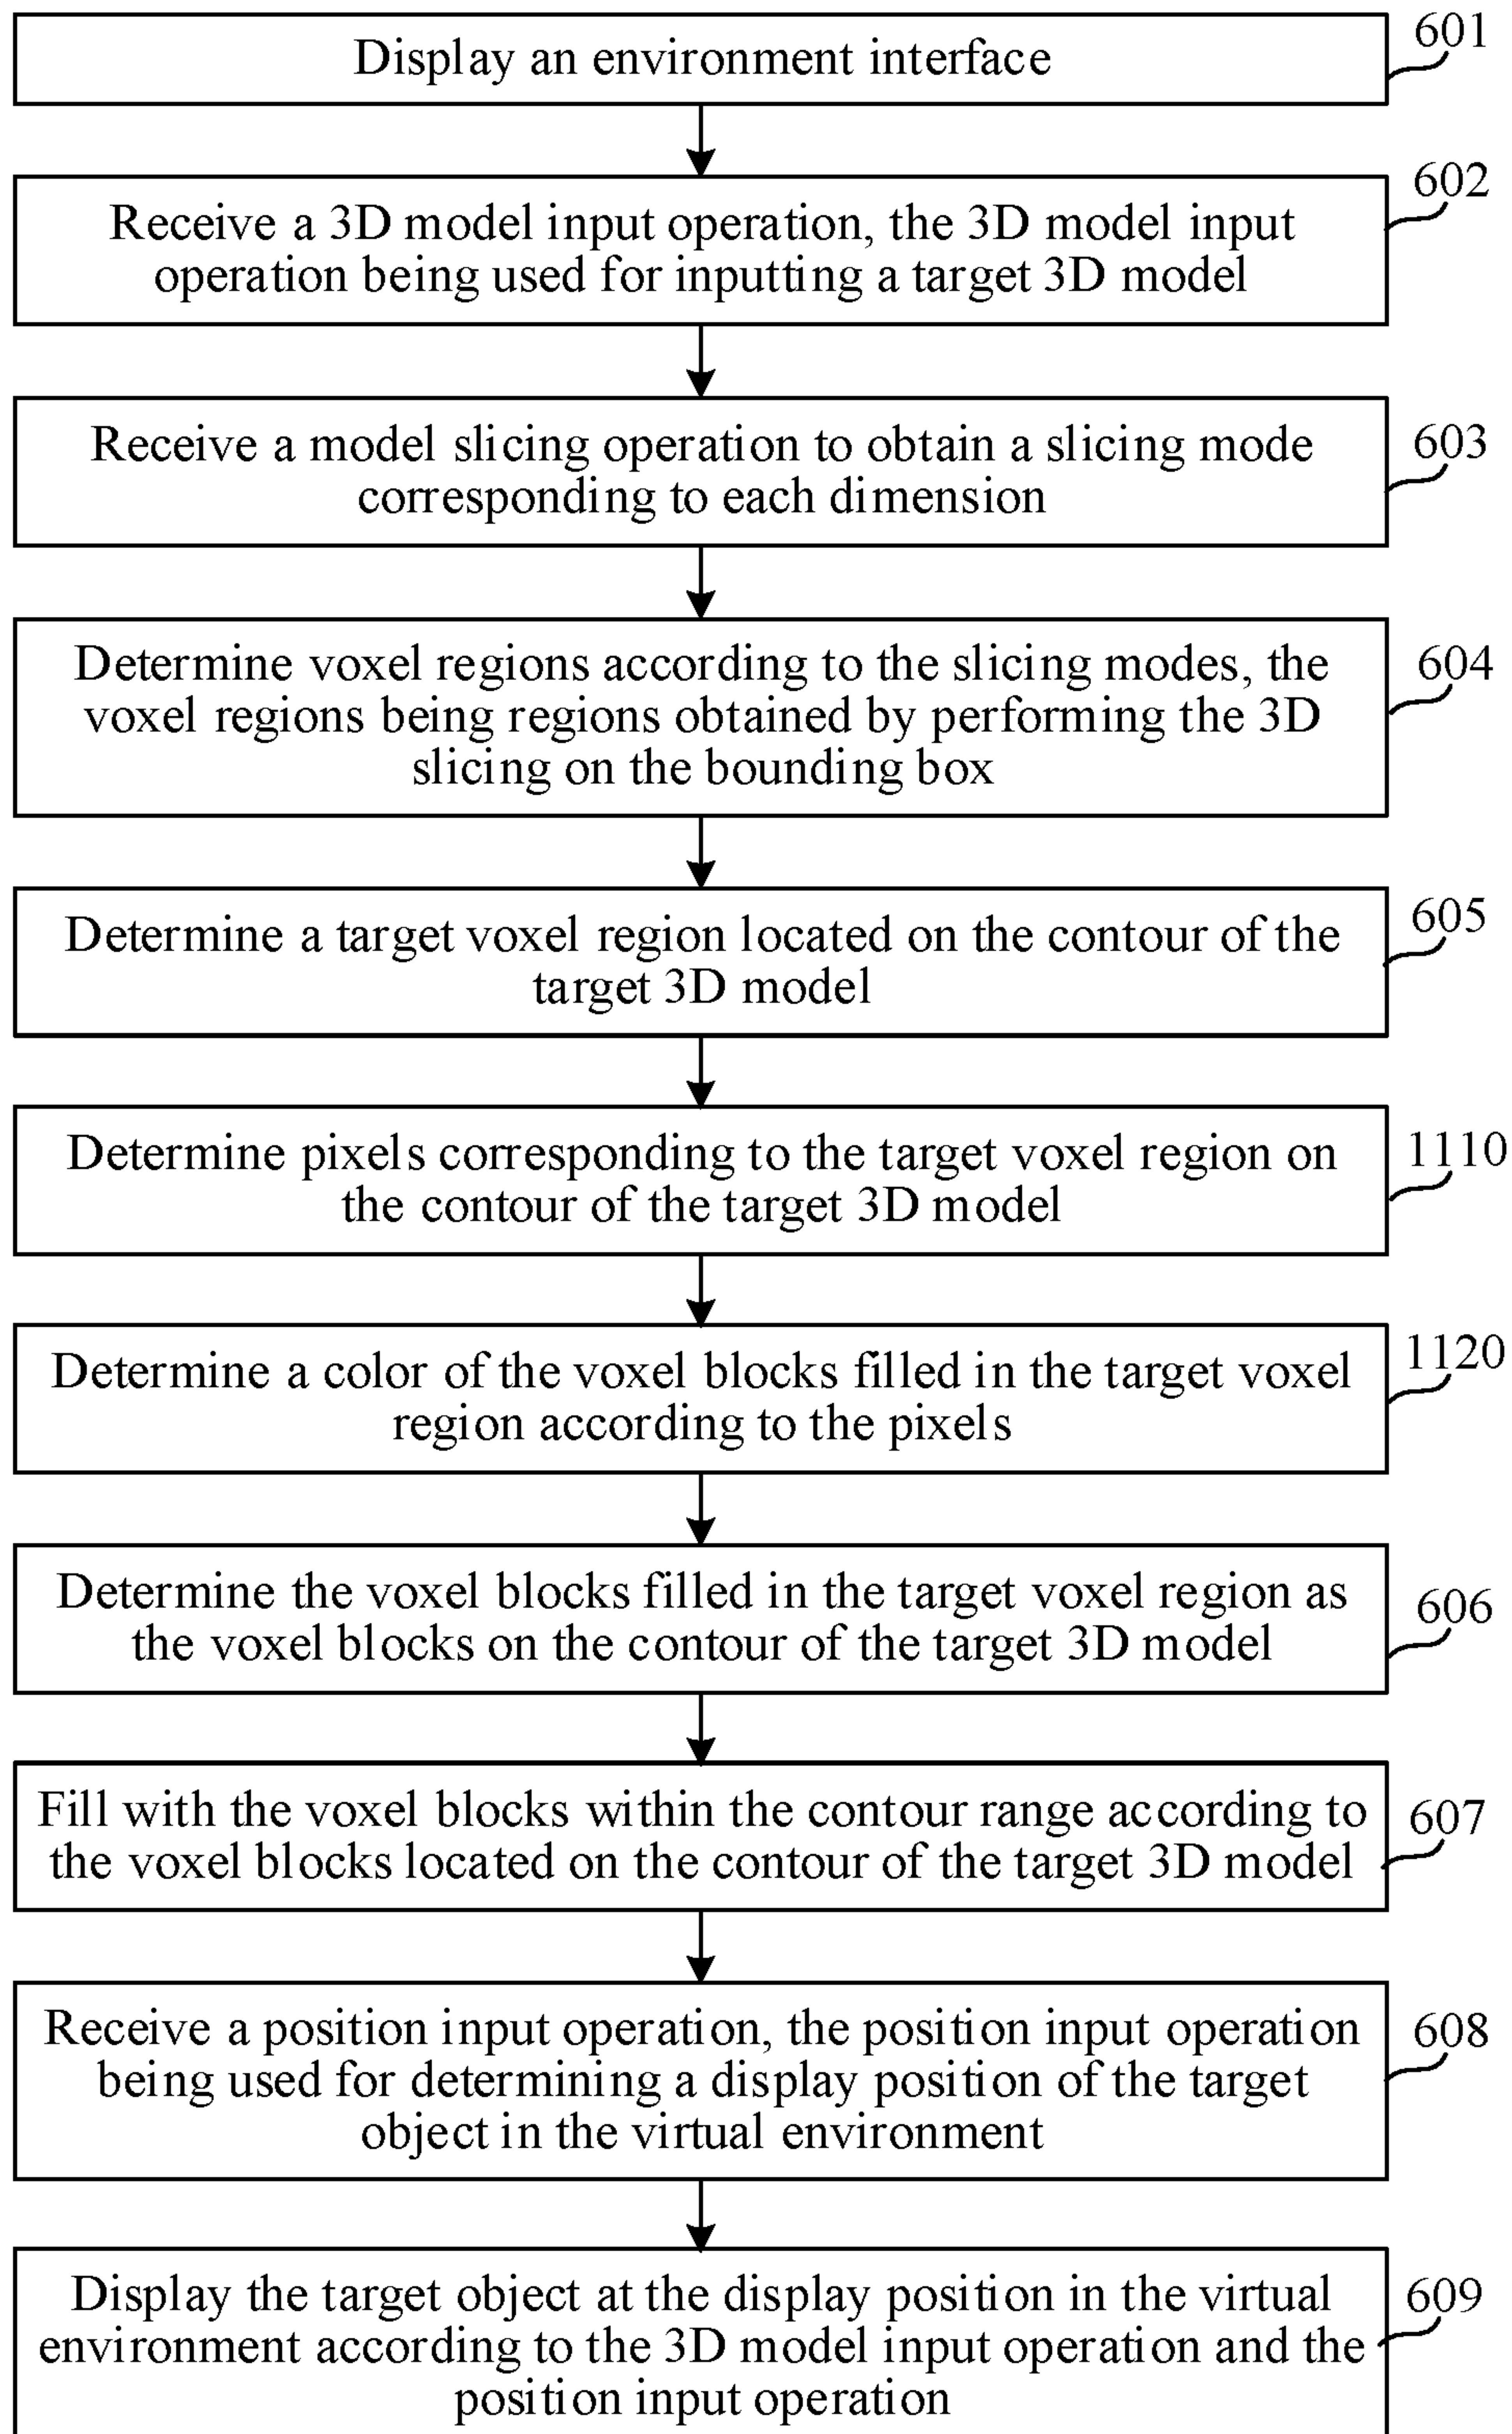 Display an environment interface
601
Receive a 3D model input operation, the 3D model input
operation being used for inputting a target 3D model
602
Receive a model slicing operation to obtain a slicing mode
corresponding to each dimension
603
Determine voxel regions according to the slicing modes, the
voxel regions being regions obtained by performing the 3D
slicing on the bounding box
604
Determine a target voxel region located on the contour of the
target 3D model
605
Determine pixels corresponding to the target voxel region on
the contour of the target 3D model
1110
Determine a color of the voxel blocks filled in the target voxel
region according to the pixels
1120
Determine the voxel blocks filled in the target voxel region as
the voxel blocks on the contour of the target 3D model
606
Fill with the voxel blocks within the contour range according to
the voxel blocks located on the contour of the target 3D model
607
Receive a position input operation, the position input operation
being used for determining a display position of the target
object in the virtual environment
608
Display the target object at the display position in the virtual
environment according to the 3D model input operation and the
position input operation
609